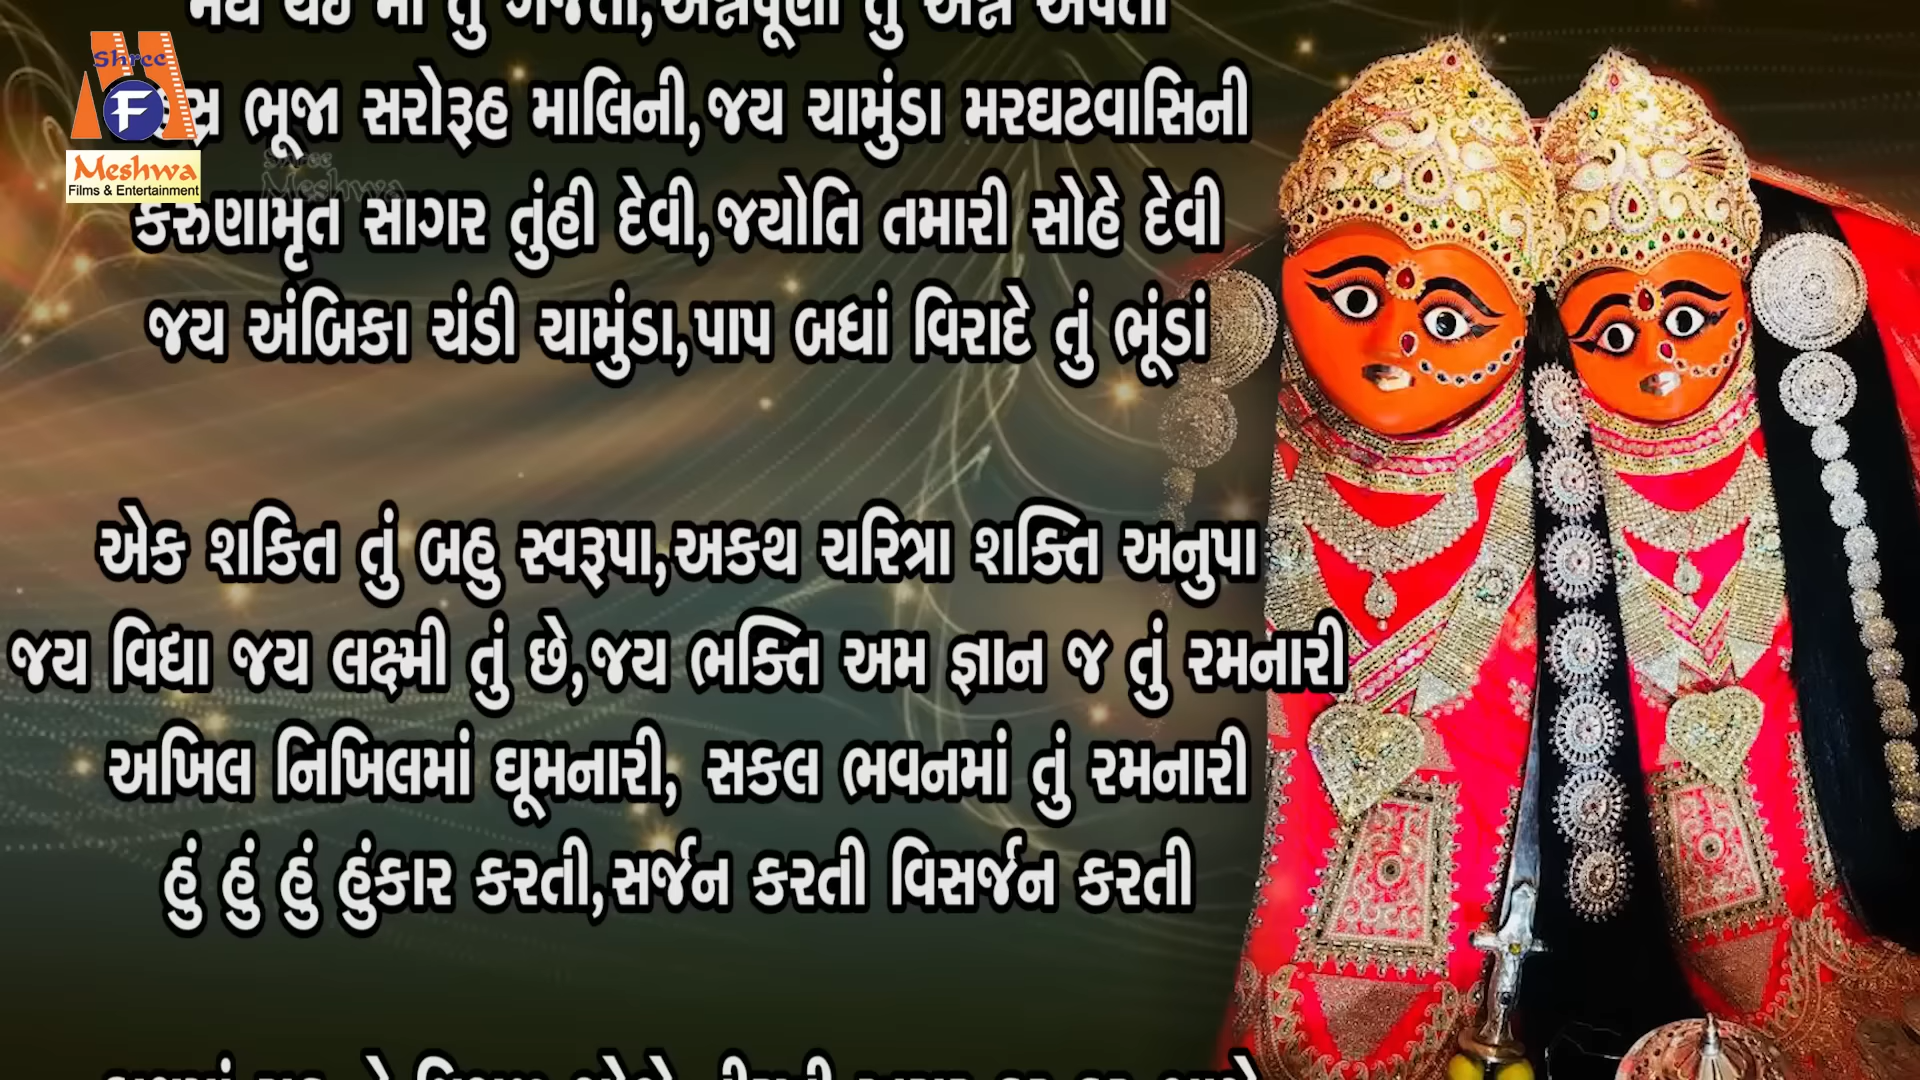 Shree
F
Meshwa
Films & Entertainment
Shree
Meshwa
ભૂજા સરોરૂહ માલિની,જય ચામુંડા મરઘટવાસિની
કરુણામૃત સાગર તુંહી દેવી,જ્યોતિ તમારી સોહે દેવી
જય અંબિકા ચંડી ચામુંડા,પાપ બધાં વિરાદે તું ભૂંડાં
એક શકિત તું બહુ સ્વરૂપા,અકથ ચરિત્રા શક્તિ અનુપા
જય વિદ્યા જય લક્ષ્મી તું છે,જય ભક્તિ અમ જ્ઞાન જ તું રમનારી
અખિલ નિખિલમાં ઘૂમનારી, સકલ ભવનમાં તું રમનારી
હું હું હું હુંકાર કરતી,સર્જન કરતી વિસર્જન કરતી